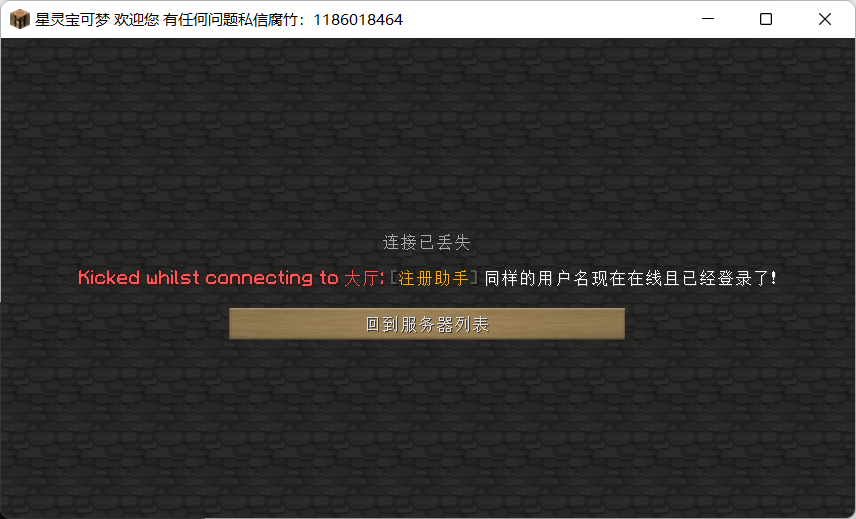 星灵宝可梦 欢迎您 有任何问题私信腐竹：1186018464
连接已丢失
Kicked whilst connecting to 大厅: [注册助手] 同样的用户名现在在线且已经登录了!
回到服务器列表